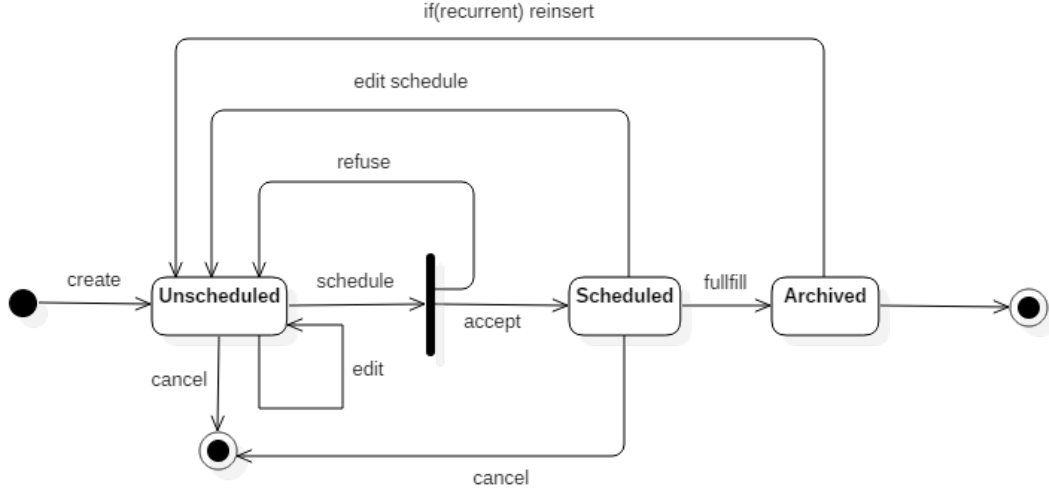 if(recurrent) reinsert
edit schedule
refuse
create
Unscheduled
schedule
accept
Scheduled
fullfill
Archived
cancel
edit
cancel